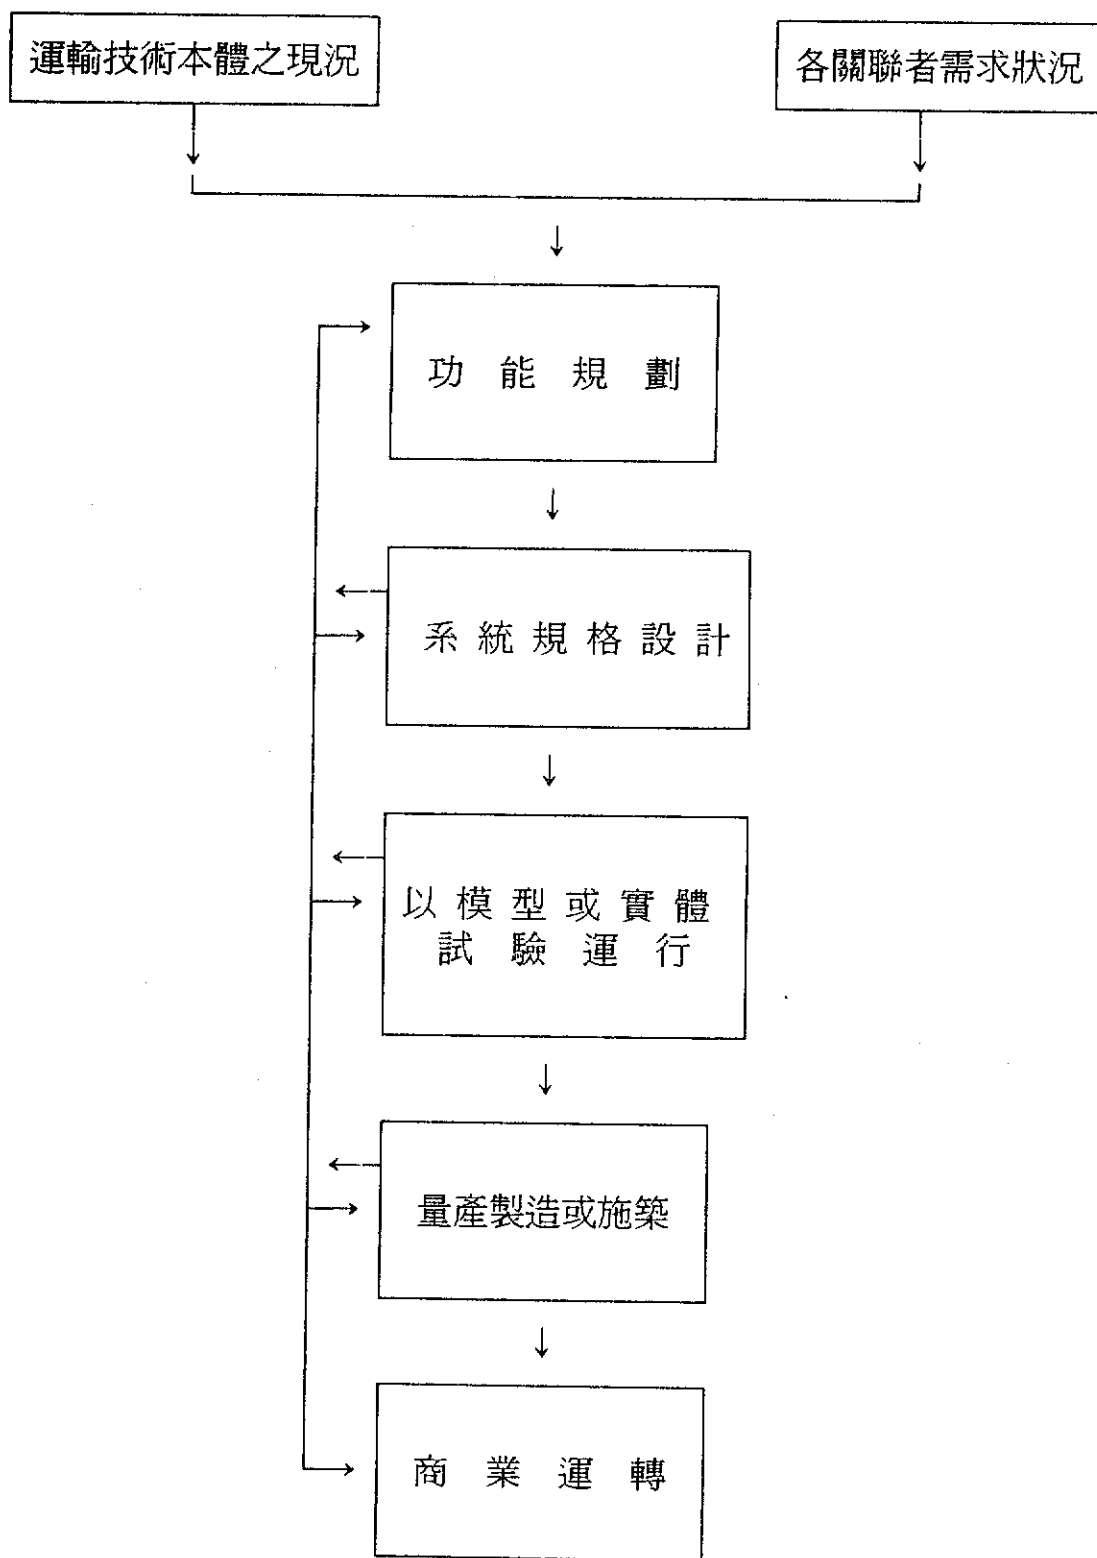 運輸技術本體之現況
各關聯者需求狀況
功能規劃
系統規格設計
以模型或實體
試驗運行
量產製造或施築
商業運轉